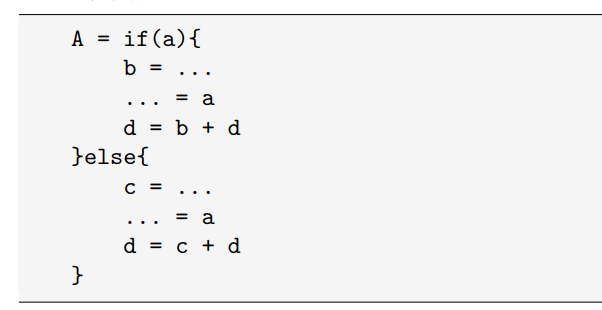 A = if(a){
b = ...
... = a
d = b + d
}else{
c = ...
... = a
d = c + d
}